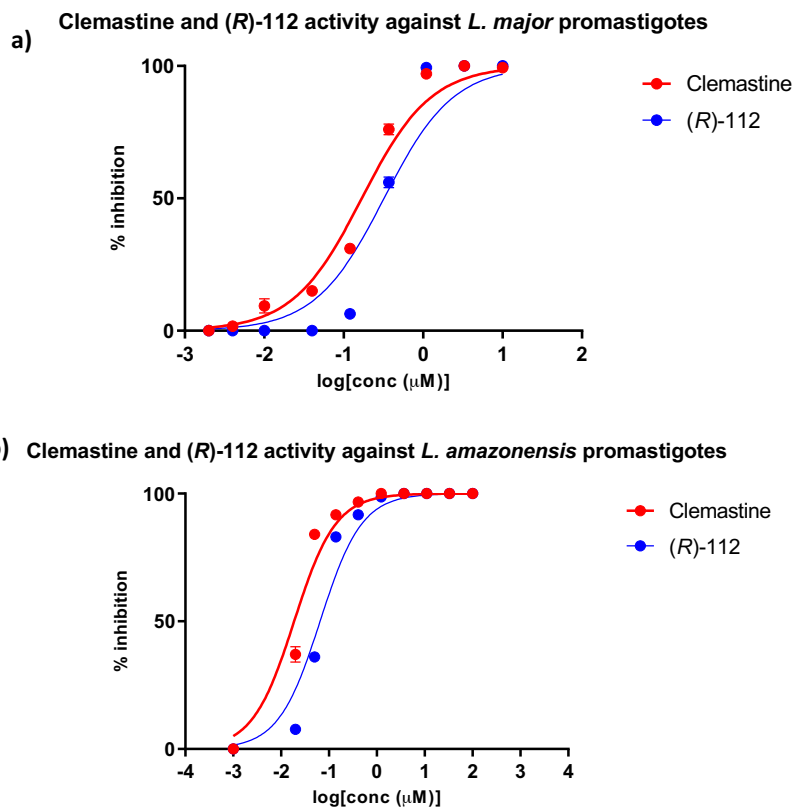 a)
Clemastine and (R)-112 activity against L. major promastigotes
100
50
0
% inhibition
-3 -2 -1 0 1 2
log[conc (μM)]
Clemastine
(R)-112
)
Clemastine and (R)-112 activity against L. amazonensis promastigotes
100
50
0
% inhibition
-4 -3 -2 -1 0 1 2 3 4
log[conc (μM)]
Clemastine
(R)-112